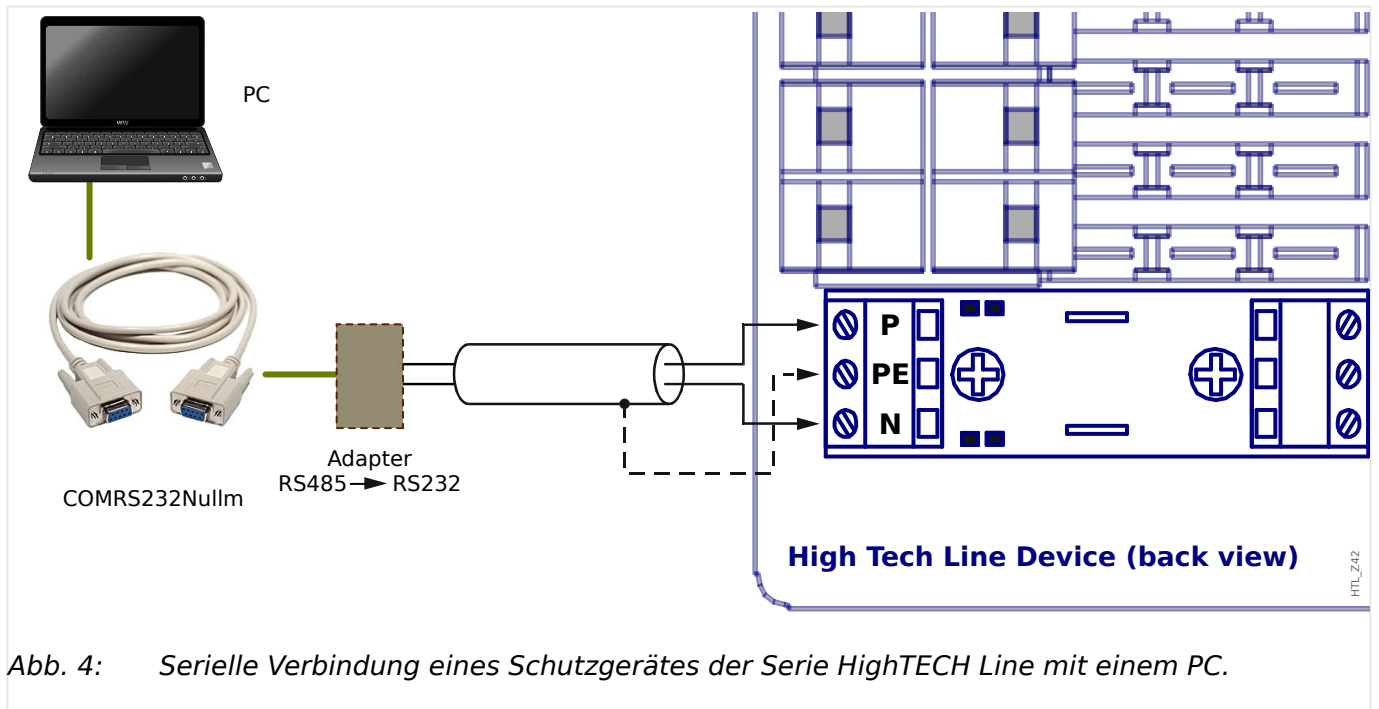 PC
COMRS232Nullm
Adapter
RS485 → RS232
P
PE
N
High Tech Line Device (back view)
HTL_Z42
Abb. 4: Serielle Verbindung eines Schutzgerätes der Serie HighTECH Line mit einem PC.